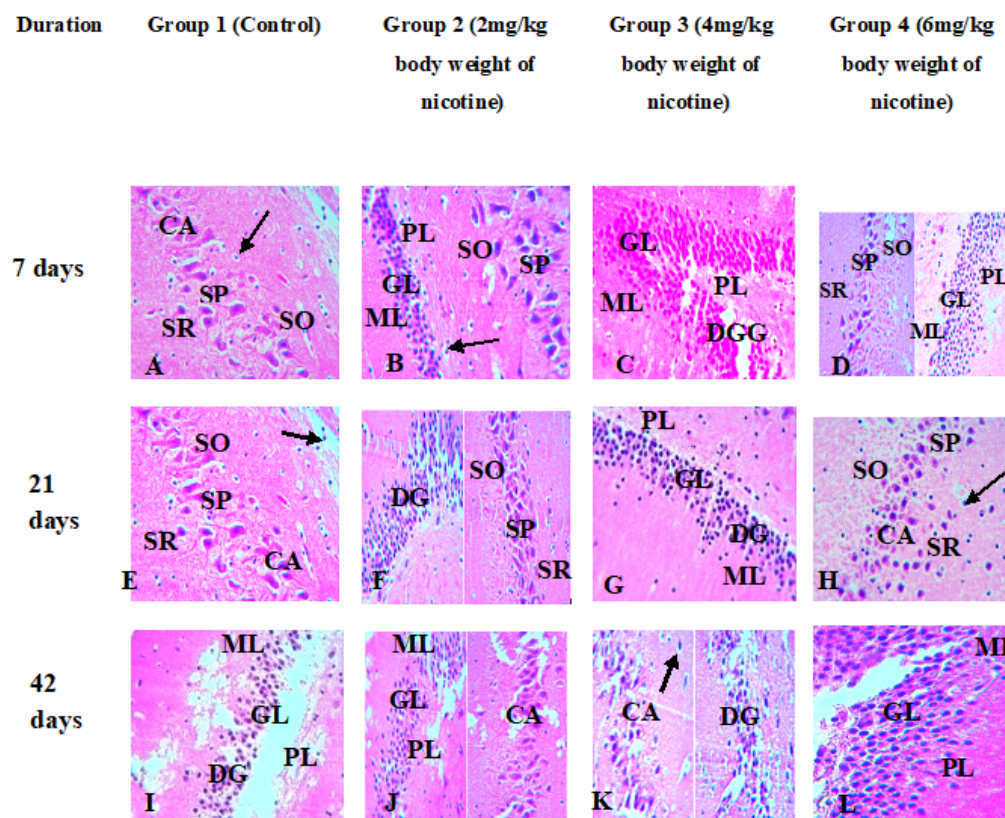 Duration
Group 1 (Control)
Group 2 (2mg/kg
body weight of
nicotine)
Group 3 (4mg/kg
body weight of
nicotine)
Group 4 (6mg/kg
body weight of
nicotine)
7 days
CA
SP
SR
SO
A
PL
SO
SP
GL
ML
B
GL
ML
PL
DGG
C
SO
SP
SR
PL
GL
ML
D
21
days
SO
SP
SR
CA
E
DG
SO
SP
SR
F
PL
GL
DG
ML
G
SP
SO
CA
SR
H
42
days
ML
GL
PL
DG
I
ML
GL
CA
PL
J
CA
DG
K
ML
GL
PL
L